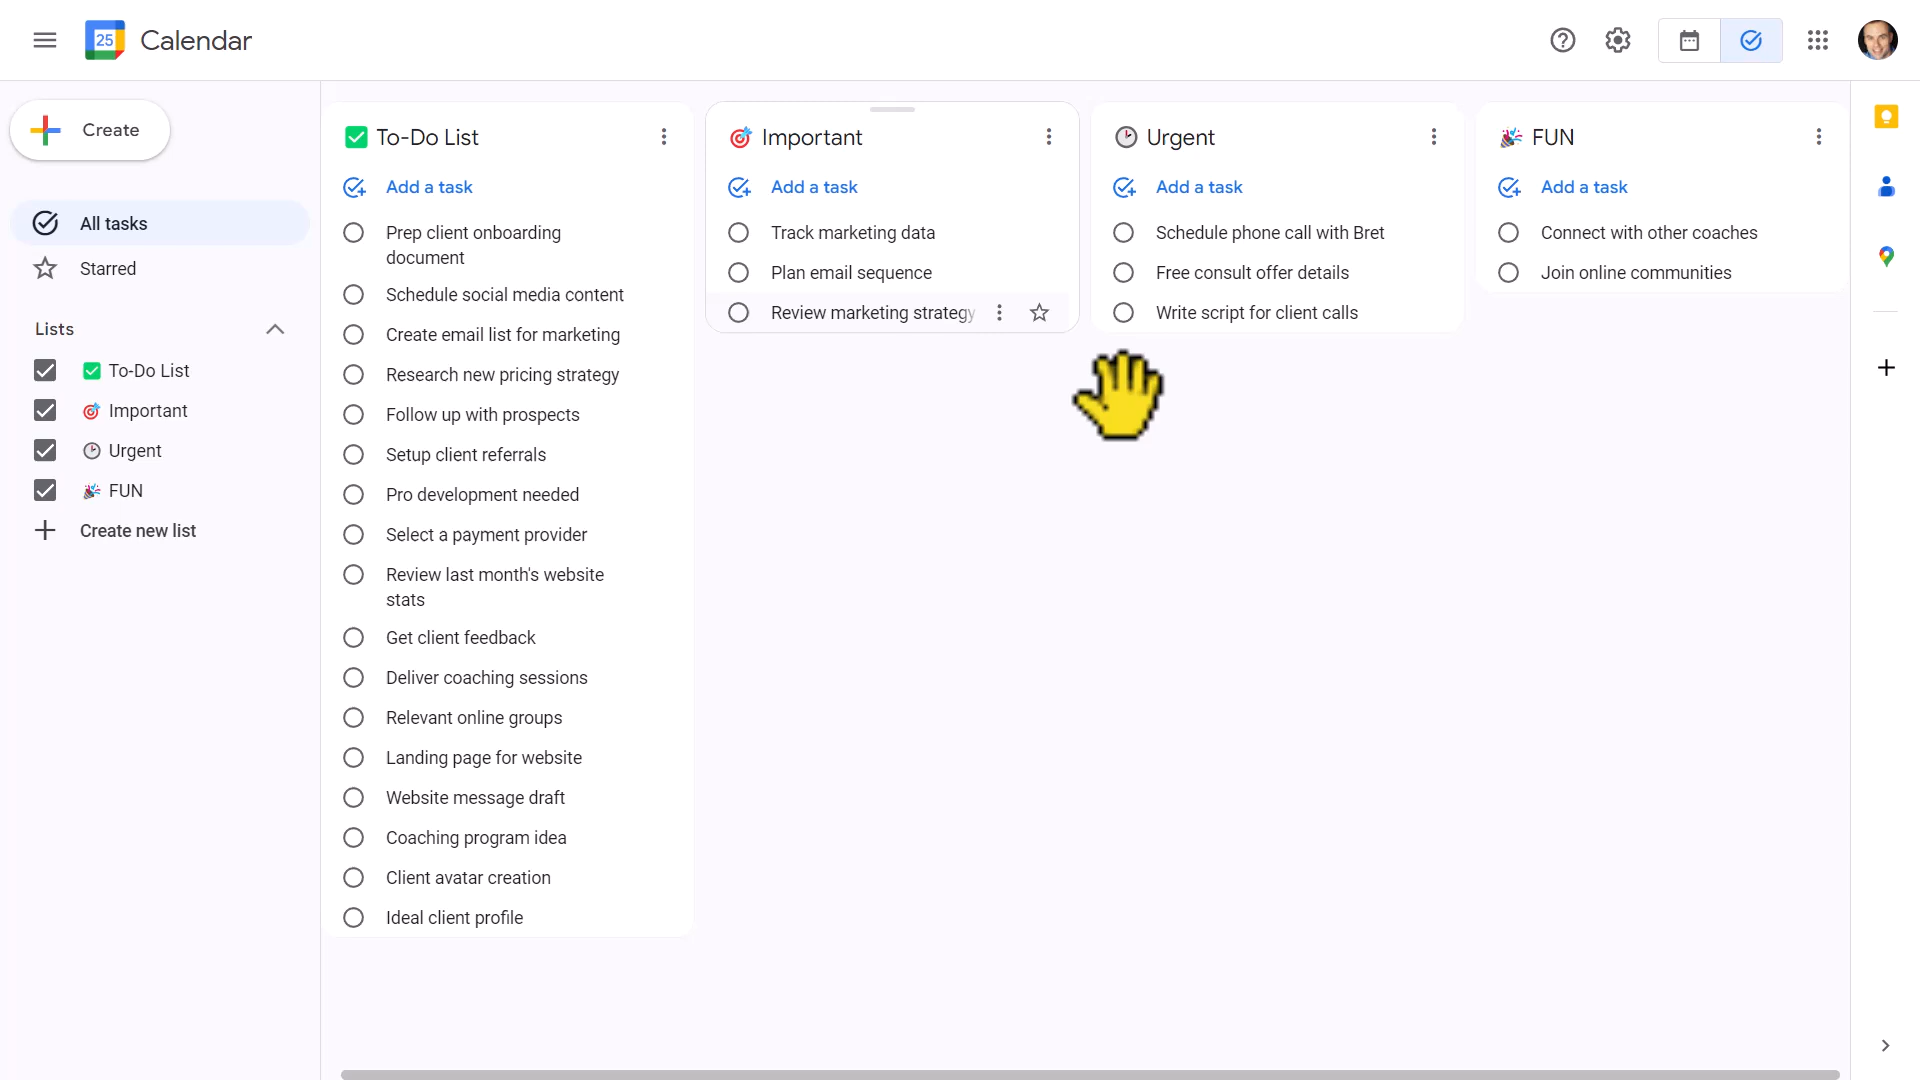 25 Calendar
Create
All tasks
Starred
Lists
To-Do List
Important
Urgent
FUN
Create new list
To-Do List
Add a task
Prep client onboarding
document
Schedule social media content
Create email list for marketing
Research new pricing strategy
Follow up with prospects
Setup client referrals
Pro development needed
Select a payment provider
Review last month's website
stats
Get client feedback
Deliver coaching sessions
Relevant online groups
Landing page for website
Website message draft
Coaching program idea
Client avatar creation
Ideal client profile
Important
Add a task
Track marketing data
Plan email sequence
Review marketing strategy
Urgent
Add a task
Schedule phone call with Bret
Free consult offer details
Write script for client calls
FUN
Add a task
Connect with other coaches
Join online communities